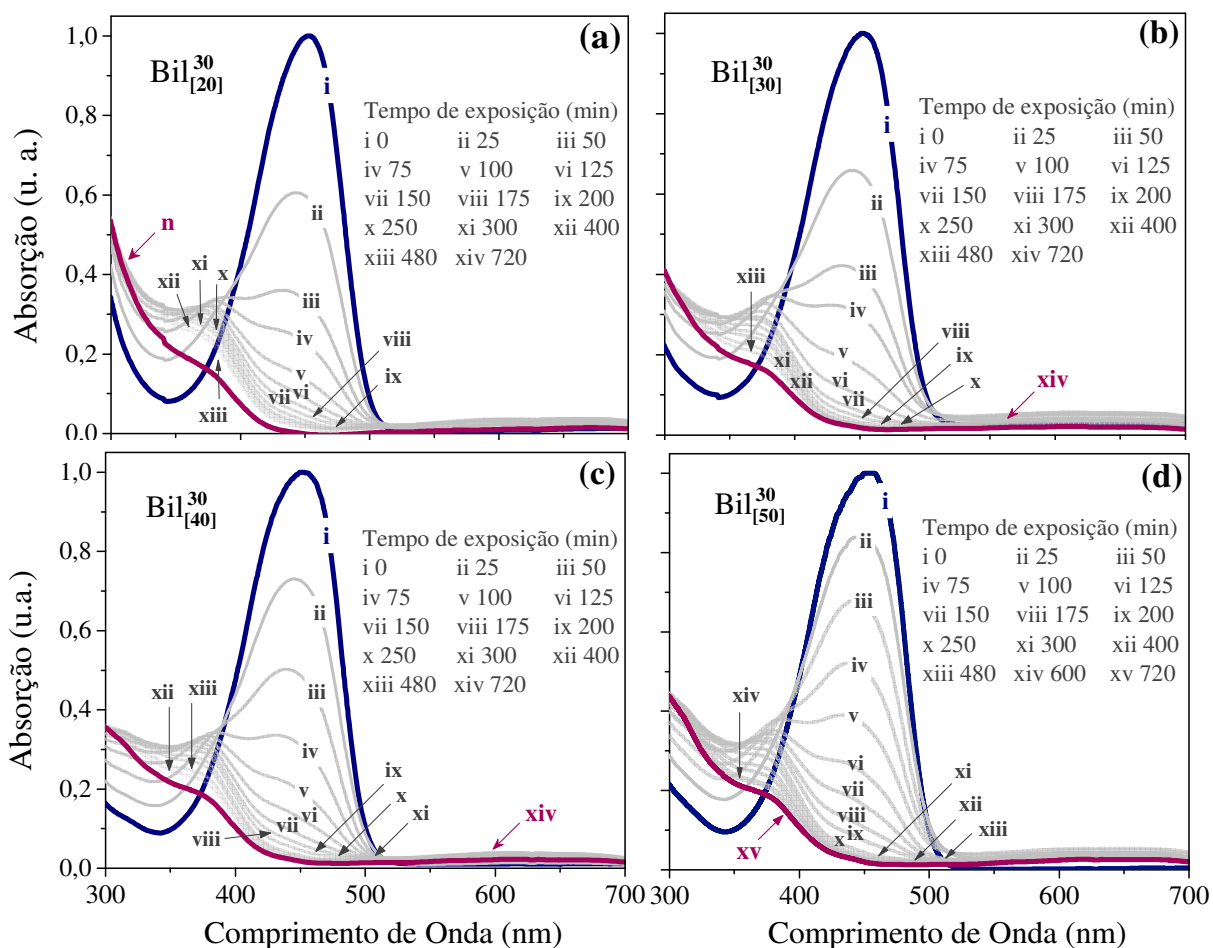 (a)
Bil 30 [20]
i
Tempo de exposição (min)
i 0 ii 25 iii 50
iv 75 v 100 vi 125
vii 150 viii 175 ix 200
x 250 xi 300 xii 400
xiii 480 xiv 720
ii
n
xii xi x
iii
iv
viii
v
ix
vii vi
xiii
Absorção (u. a.)
1,0
0,8
0,6
0,4
0,2
0,0
(b)
Bil 30 [30]
i
Tempo de exposição (min)
i 0 ii 25 iii 50
iv 75 v 100 vi 125
vii 150 viii 175 ix 200
x 250 xi 300 xii 400
xiii 480 xiv 720
ii
xiii
iii
iv
viii
v
ix
xi
x
xiv
vi
xii
vii
(c)
Bil 30 [40]
i
Tempo de exposição (min)
i 0 ii 25 iii 50
iv 75 v 100 vi 125
vii 150 viii 175 ix 200
x 250 xi 300 xii 400
xiii 480 xiv 720
ii
xii xiii
iii
iv
ix
v
x
vi
xi
xiv
vii
viii
Absorção (u.a.)
1,0
0,8
0,6
0,4
0,2
0,0
300 400 500 600 700
Comprimento de Onda (nm)
(d)
Bil 30 [50]
i
Tempo de exposição (min)
i 0 ii 25 iii 50
iv 75 v 100 vi 125
vii 150 viii 175 ix 200
x 250 xi 300 xii 400
xiii 480 xiv 600 xv 720
ii
iii
xiv
iv
v
vi
xi
vii
xii
viii
xiii
ix
x
xv
300 400 500 600 700
Comprimento de Onda (nm)